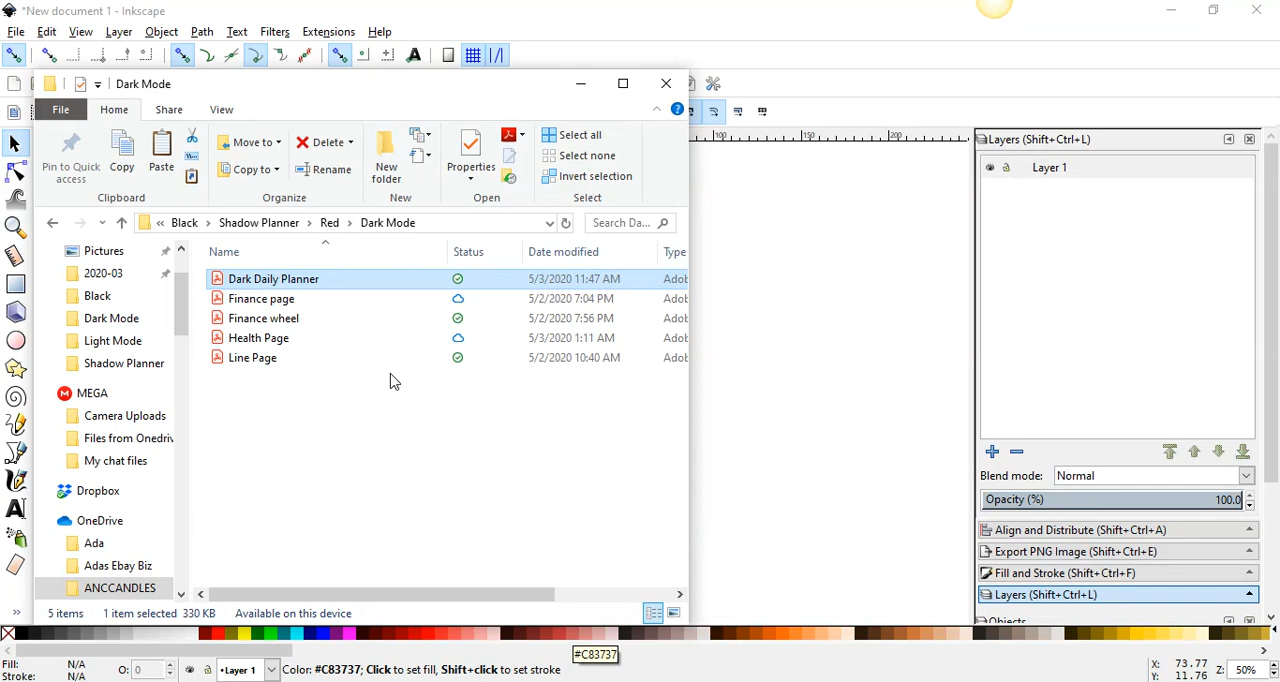 *New document 1 - Inkscape
File Edit View Layer Object Path Text Filters Extensions Help
Dark Mode
File Home Share View
Pin to Quick access
Copy
Paste
Clipboard
Move to
Copy to
Delete
Rename
Organize
New folder
New
Properties
Open
Select all
Select none
Invert selection
Select
« Black > Shadow Planner > Red > Dark Mode
Search Da...
Pictures
2020-03
Black
Dark Mode
Light Mode
Shadow Planner
MEGA
Camera Uploads
Files from Onedriv
My chat files
Dropbox
OneDrive
Ada
Adas Ebay Biz
ANCCANDLES
Name Status Date modified Type
Dark Daily Planner 5/3/2020 11:47 AM Adob
Finance page 5/2/2020 7:04 PM Adob
Finance wheel 5/2/2020 7:56 PM Adob
Health Page 5/3/2020 1:11 AM Adob
Line Page 5/2/2020 10:40 AM Adob
5 items 1 item selected 330 KB Available on this device
100 150 200
Layers (Shift+Ctrl+L)
Layer 1
Blend mode: Normal
Opacity (%) 100.0
Align and Distribute (Shift+Ctrl+A)
Export PNG Image (Shift+Ctrl+E)
Fill and Stroke (Shift+Ctrl+F)
Layers (Shift+Ctrl+L)
#C83737
Fill: N/A
Stroke: N/A
O: 0
•Layer 1
Color: #C83737; Click to set fill, Shift+click to set stroke
X: 73.77
Y: 11.76
Z: 50%